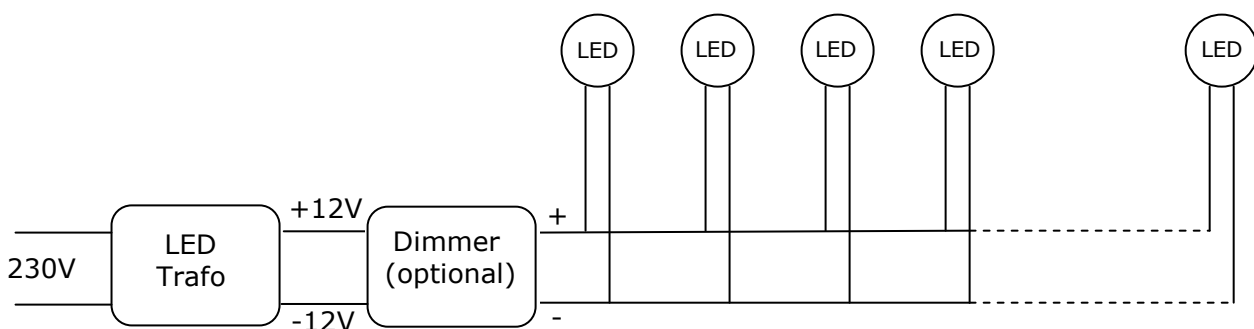 LED
LED
LED
LED
LED
230V
LED
Trafo
+12V
-12V
Dimmer
(optional)
+
-